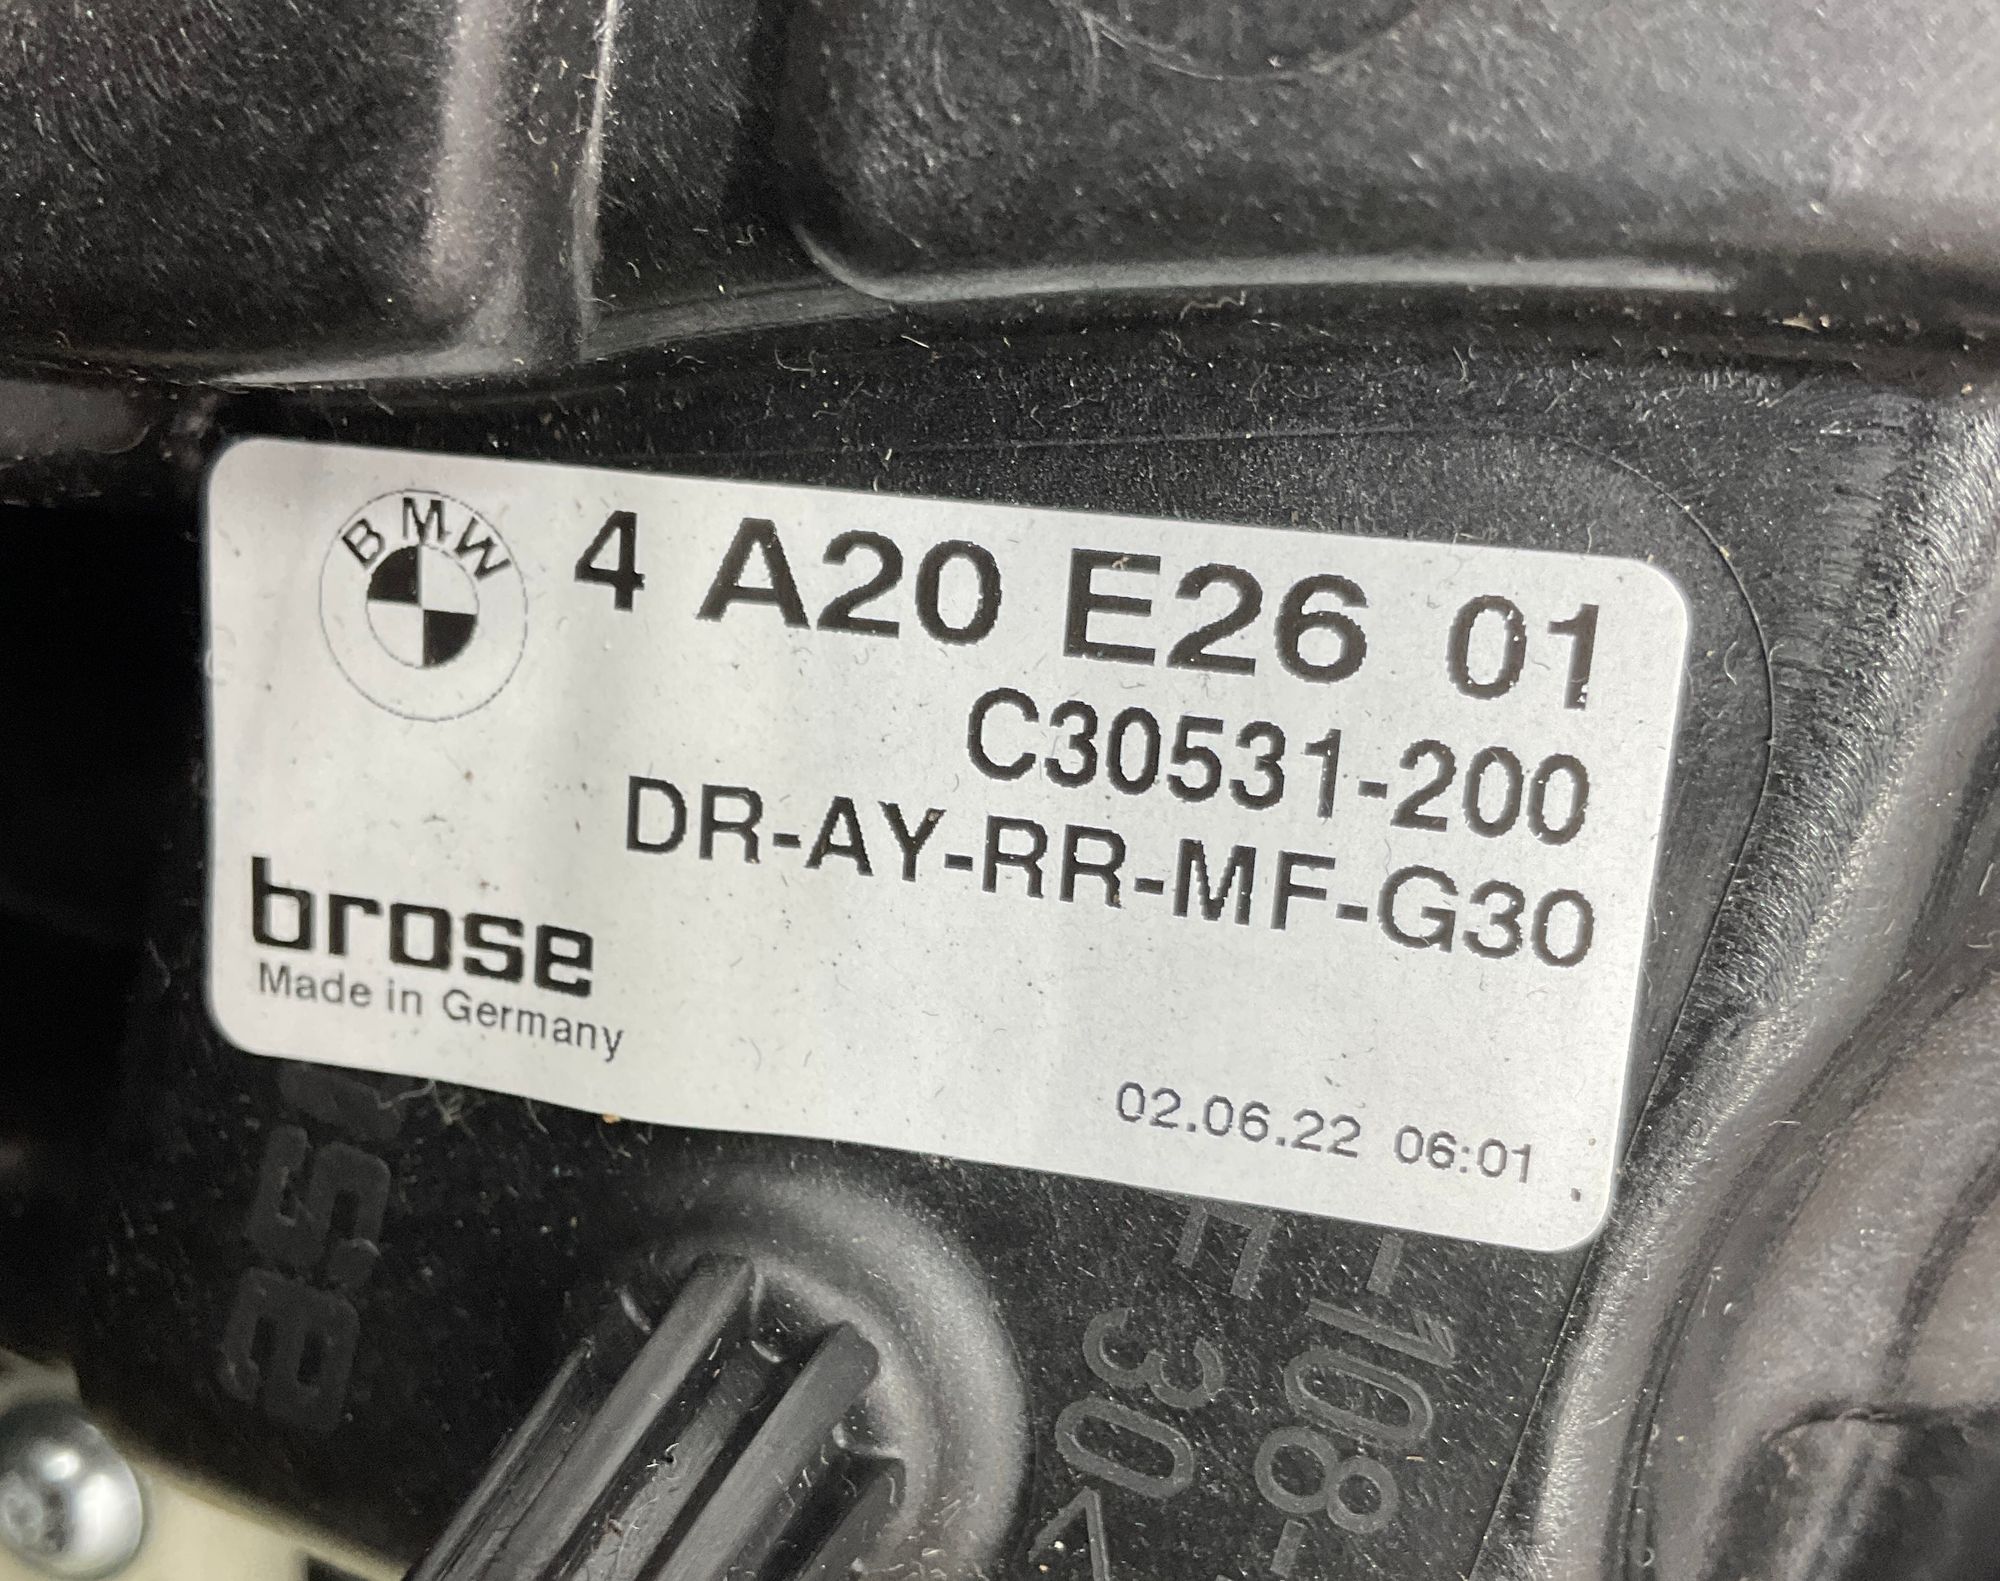 BMW
4 A20 E26 01
C30531-200
DR-AY-RR-MF-G30
brose
Made in Germany
02.06.22 06:01